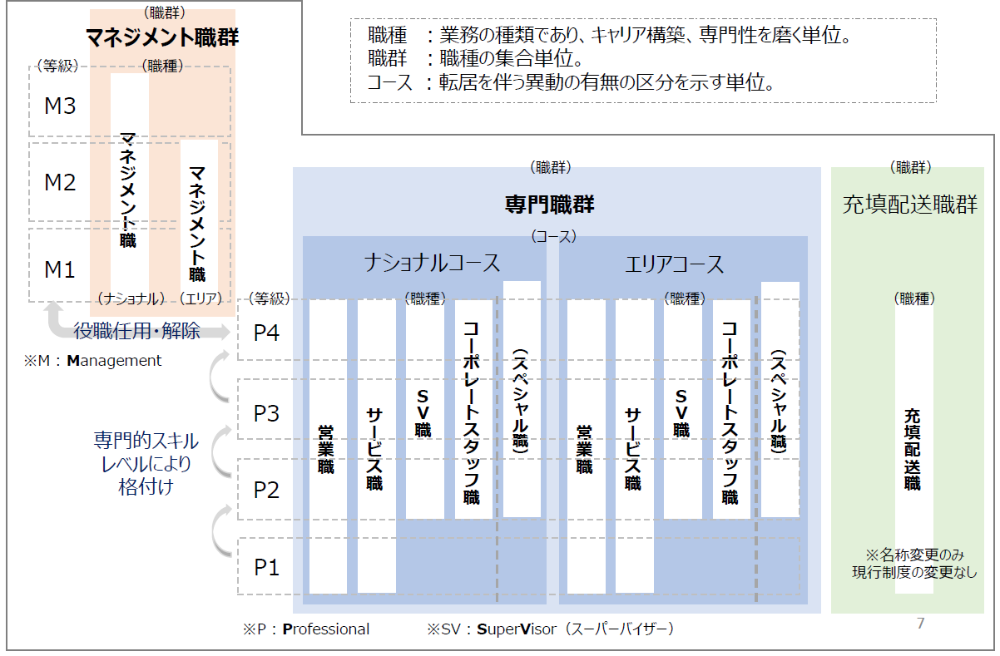 （職群）
マネジメント職群
（等級）
（職種）
M3
M2
M1
マネジメント職
マネジメント職
（ナショナル）
（エリア）
職種　：業務の種類であり、キャリア構築、専門性を磨く単位。
職群　：職種の集合単位。
コース　：転居を伴う異動の有無の区分を示す単位。
役職任用・解除
※M：Management
専門的スキル
レベルにより
格付け
（職群）
専門職群
（コース）
ナショナルコース
エリアコース
（等級）
（職種）
（職種）
P4
P3
P2
P1
営業職
サービス職
SV職
コーポレートスタッフ職
（スペシャル職）
営業職
サービス職
SV職
コーポレートスタッフ職
（スペシャル職）
（職群）
充填配送職群
（職種）
充填配送職
※名称変更のみ
現行制度の変更なし
※P：Professional
※SV：SuperVisor（スーパーバイザー）
7